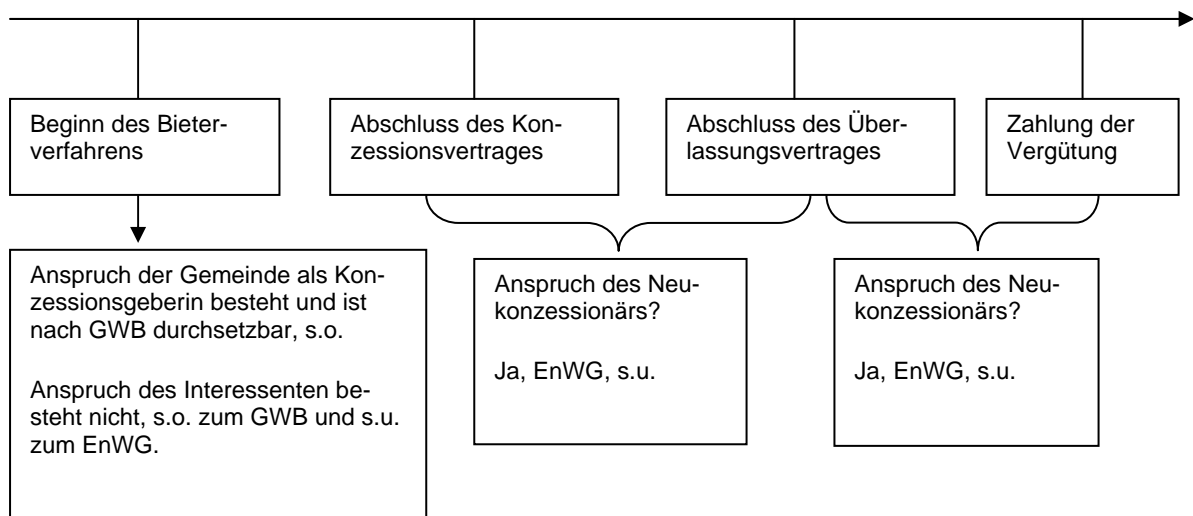 Beginn des Bieter-
verfahrens
Abschluss des Kon-
zessionsvertrages
Abschluss des Über-
lassungsvertrages
Zahlung der
Vergütung
Anspruch der Gemeinde als Kon-
zessionsgeberin besteht und ist
nach GWB durchsetzbar, s.o.
Anspruch des Interessenten be-
steht nicht, s.o. zum GWB und s.u.
zum EnWG.
Anspruch des Neu-
konzessionärs?
Ja, EnWG, s.u.
Anspruch des Neu-
konzessionärs?
Ja, EnWG, s.u.